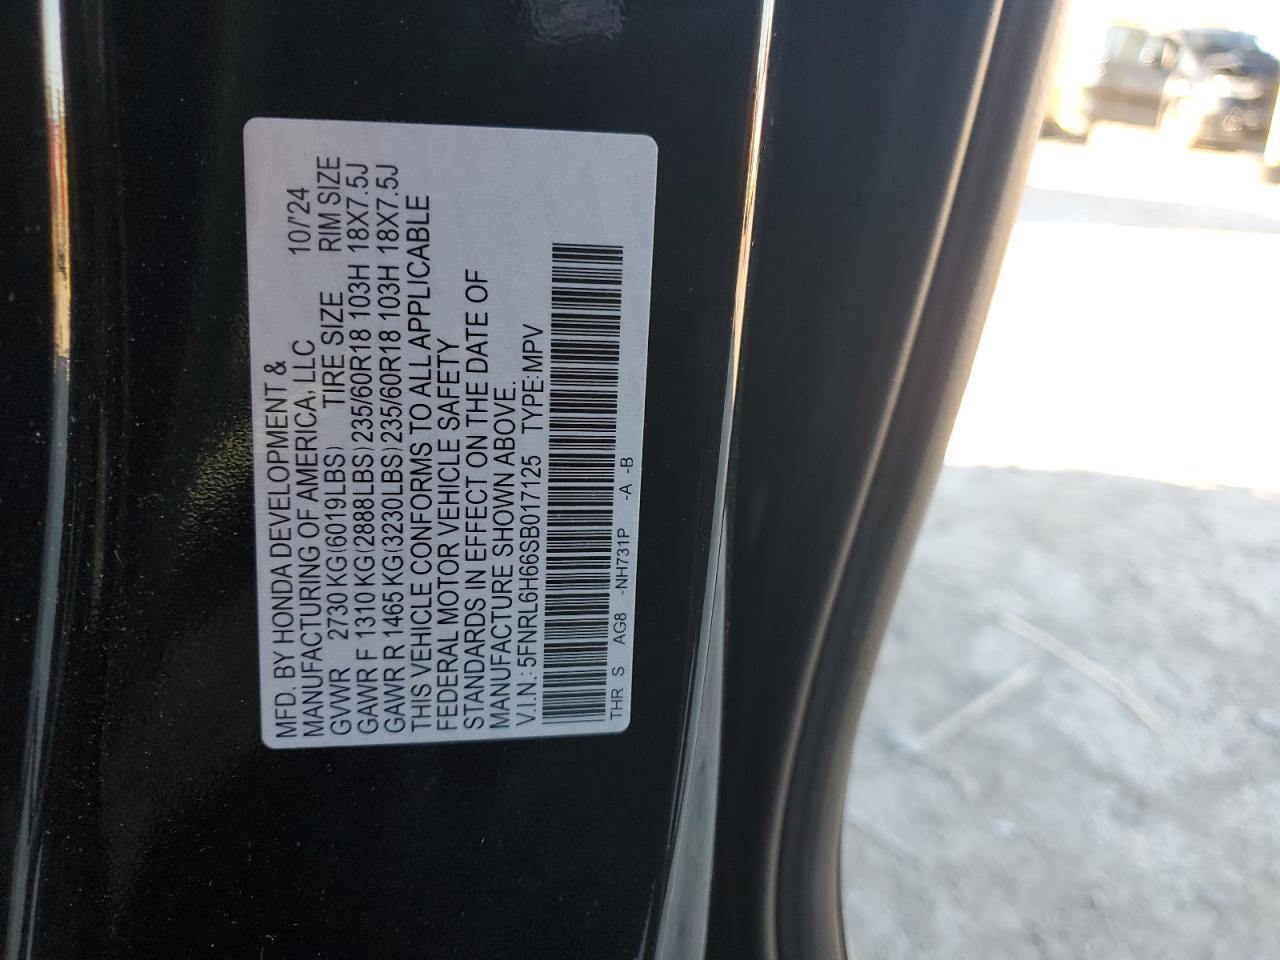 MFD. BY HONDA DEVELOPMENT &
MANUFACTURING OF AMERICA, LLC 10/'24
GVWR 2730 KG(6019LBS) TIRE SIZE RIM SIZE
GAWR F 1310 KG(2888LBS)235/60R18 103H 18X7.5J
GAWR R 1465 KG(3230LBS)235/60R18 103H 18X7.5J
THIS VEHICLE CONFORMS TO ALL APPLICABLE
FEDERAL MOTOR VEHICLE SAFETY
STANDARDS IN EFFECT ON THE DATE OF
MANUFACTURE SHOWN ABOVE.
V.I.N.: 5FNRL6H66SB017125 TYPE: MPV
THR S AG8 -NH731P -A -B